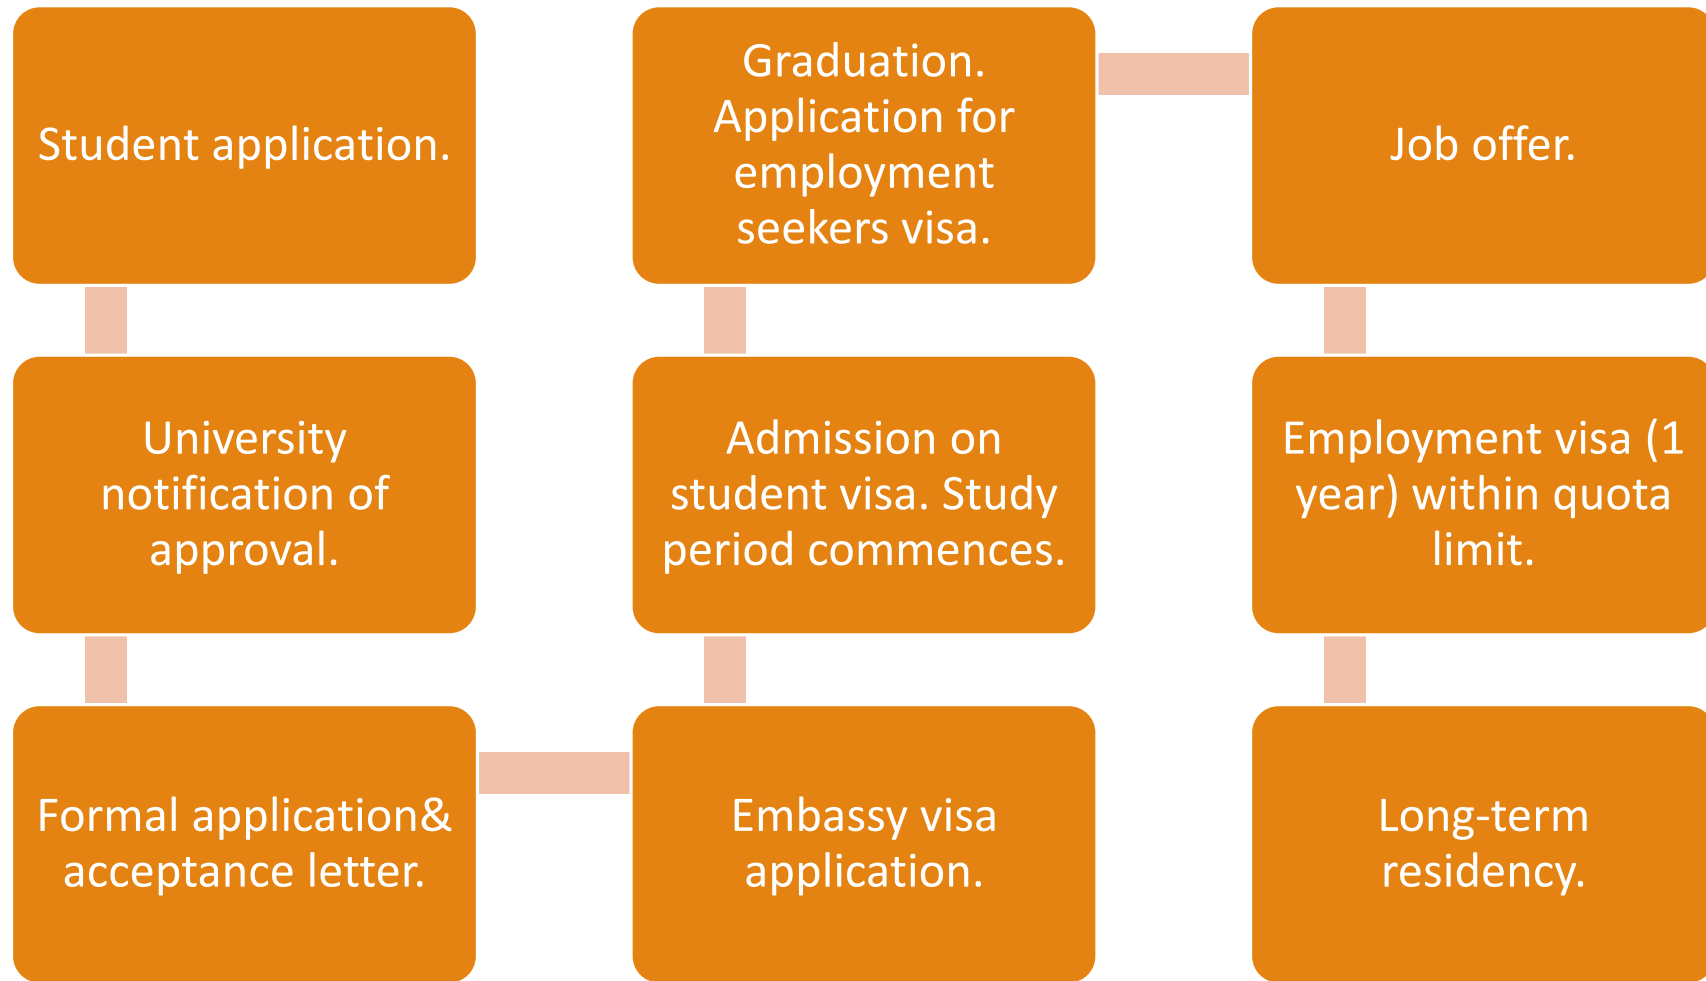 Student application.
University
notification of
approval.
Formal application&
acceptance letter.
Embassy visa
application.
Admission on
student visa. Study
period commences.
Graduation.
Application for
employment
seekers visa.
Job offer.
Employment visa (1
year) within quota
limit.
Long-term
residency.